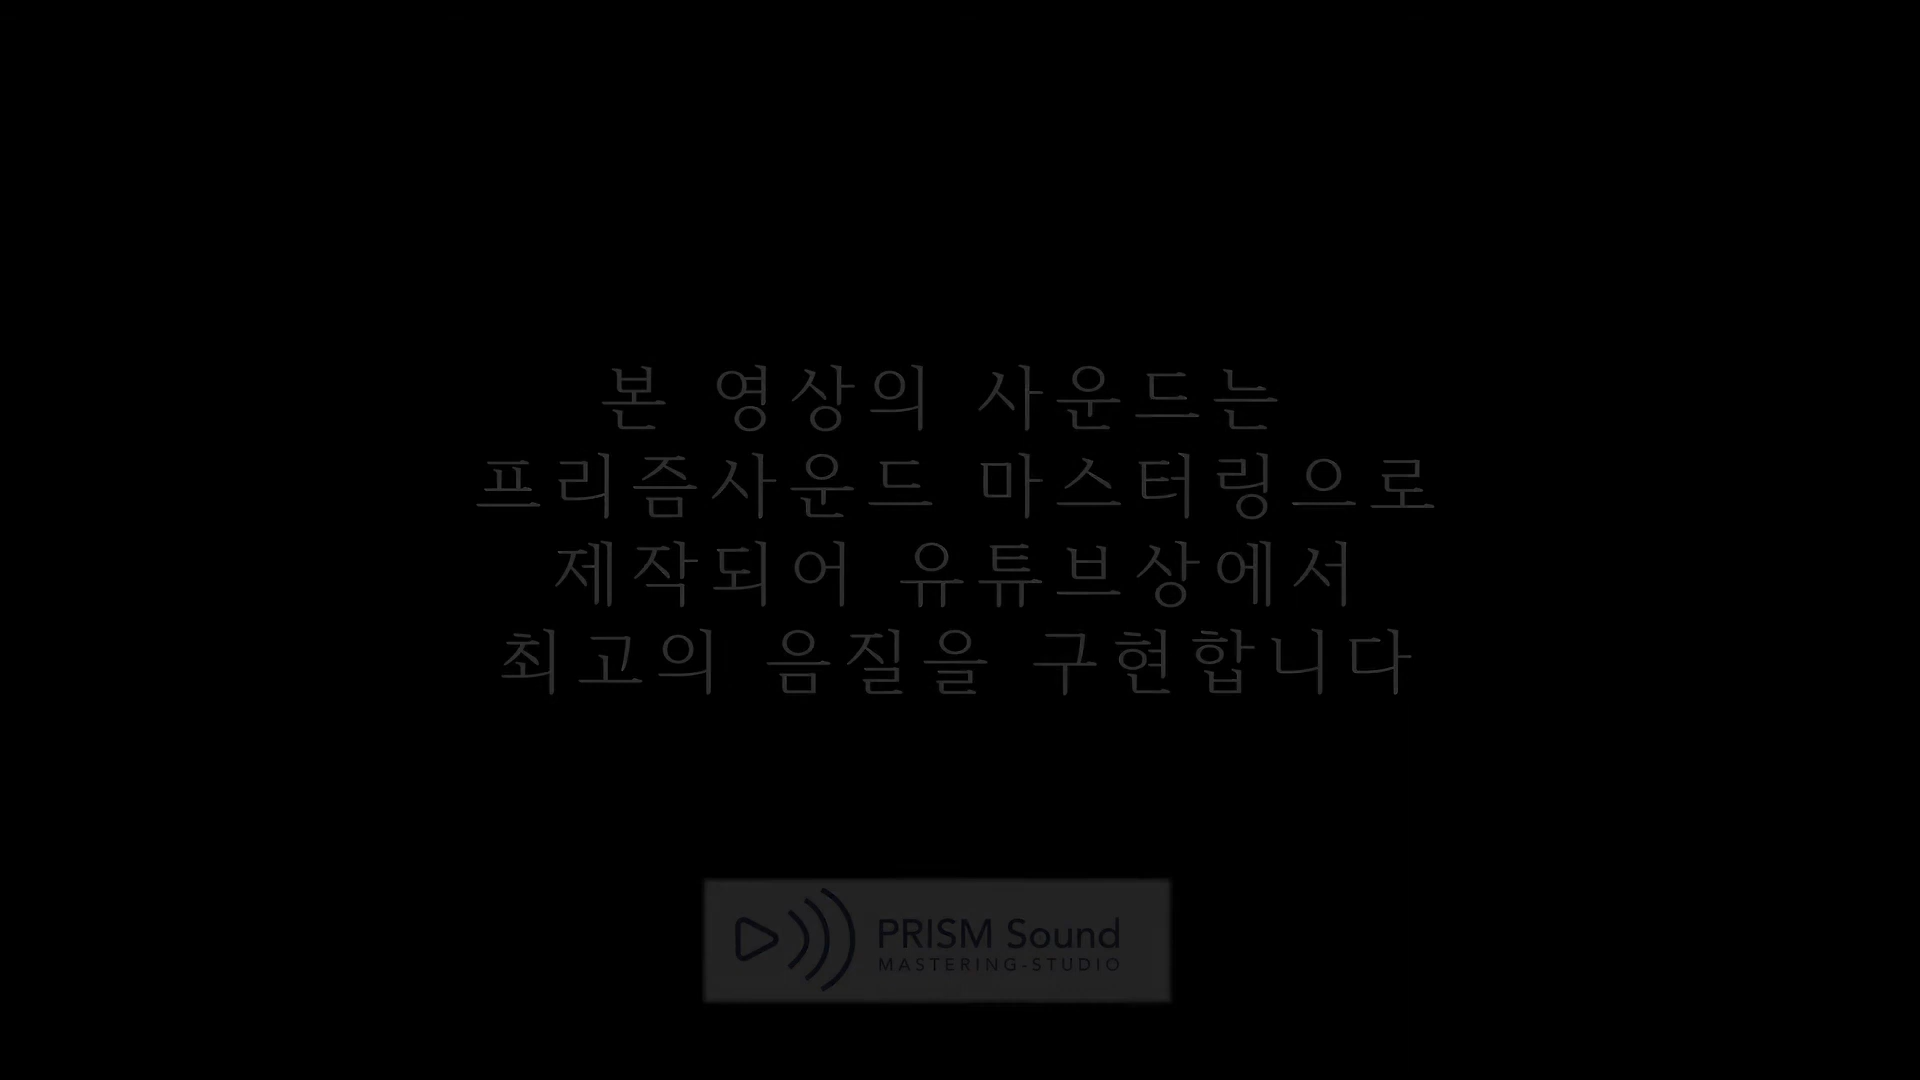 본 영상의 사운드는
프리즘사운드 마스터링으로
제작되어 유튜브상에서
최고의 음질을 구현합니다
PRISM Sound
MASTERING-STUDIO